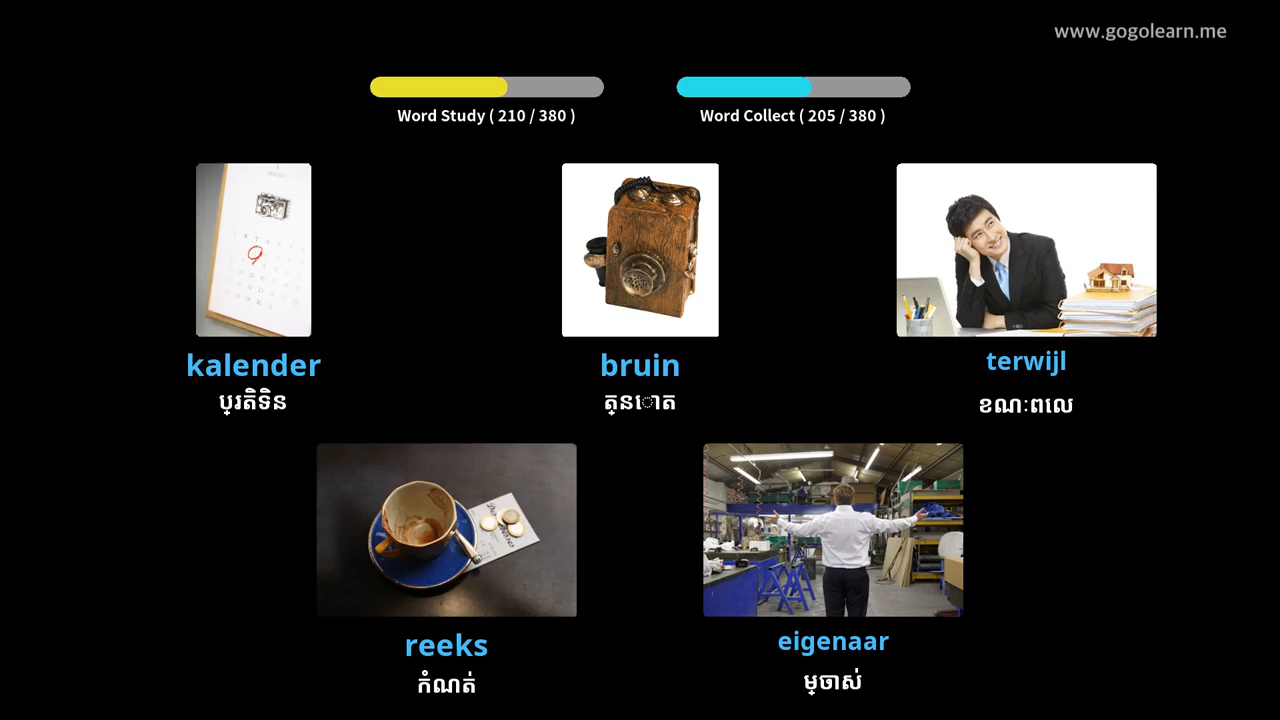 www.gogolearn.me
Word Study ( 210 / 380 )
Word Collect ( 205 / 380 )
kalender
ប្រតិទិន
bruin
ត្នោត
terwijl
ខណៈពលេ
reeks
កំណត់
eigenaar
ម្ចាស់